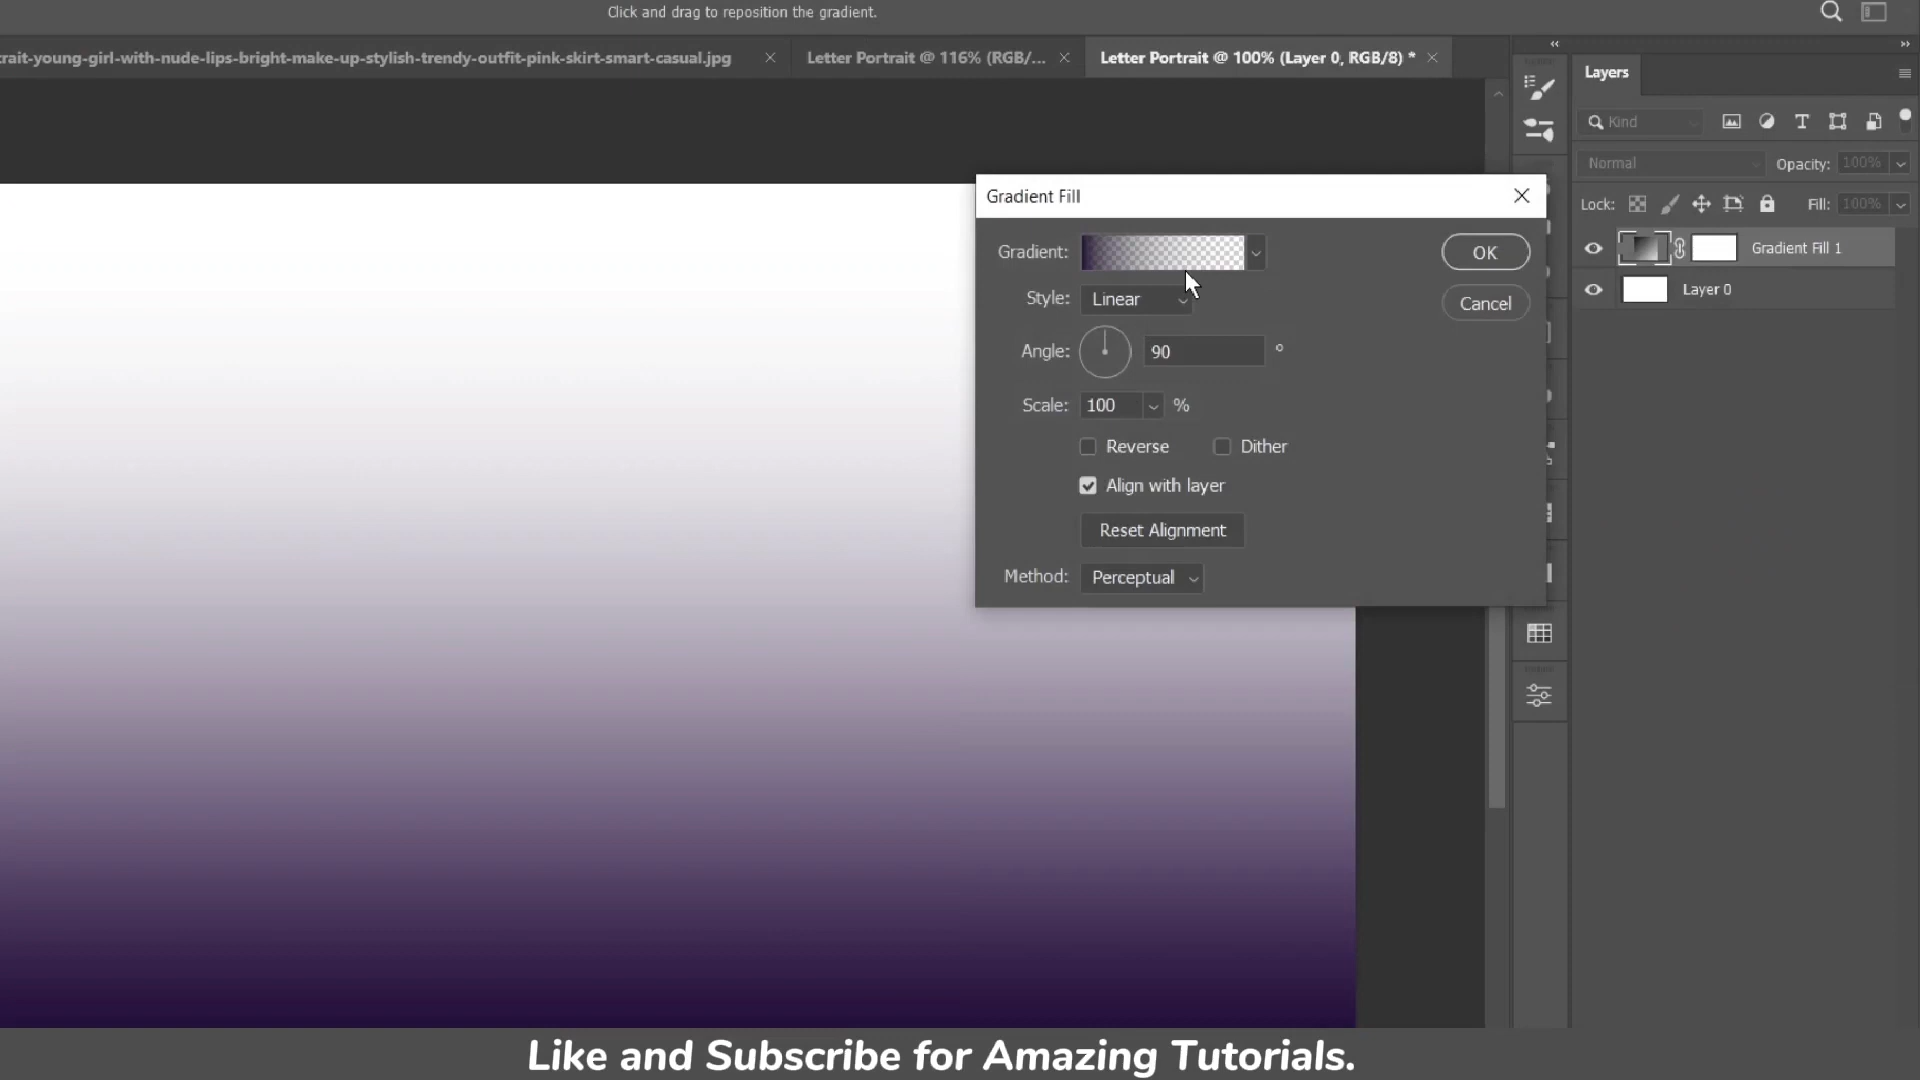 Click and drag to reposition the gradient.
rait-young-girl-with-nude-lips-bright-make-up-stylish-trendy-outfit-pink-skirt-smart-casual.jpg
Letter Portrait @ 116% (RGB/...
Letter Portrait @ 100% (Layer 0, RGB/8) *
Layers
Kind
Normal
Opacity: 100%
Lock:
Fill: 100%
Gradient Fill 1
Layer 0
Gradient Fill
Gradient:
OK
Style: Linear
Cancel
Angle: 90 °
Scale: 100 %
Reverse
Dither
Align with layer
Reset Alignment
Method: Perceptual
Like and Subscribe for Amazing Tutorials.